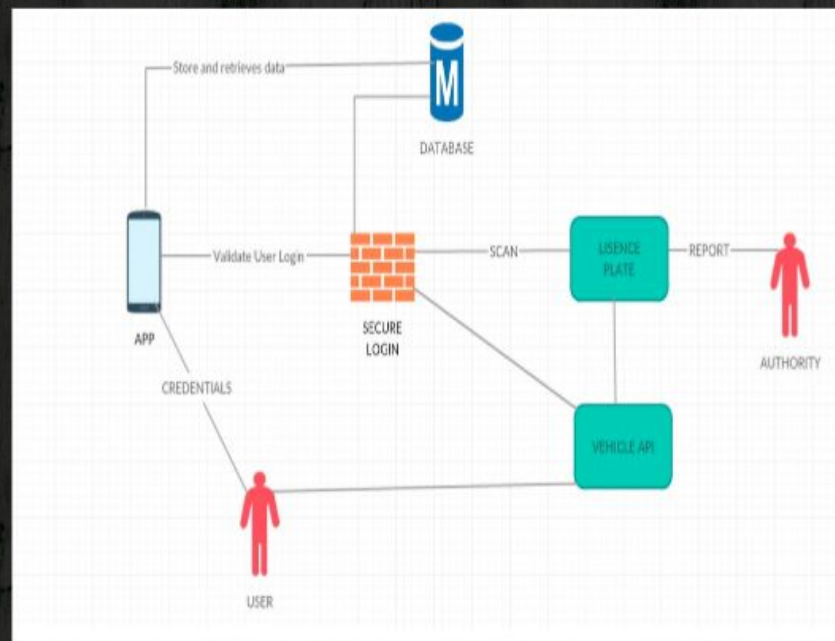 Store and retrieves data
M
DATABASE
Validate User Login
SCAN
LISENCE
PLATE
REPORT
APP
SECURE
LOGIN
AUTHORITY
CREDENTIALS
VEHICLE API
USER